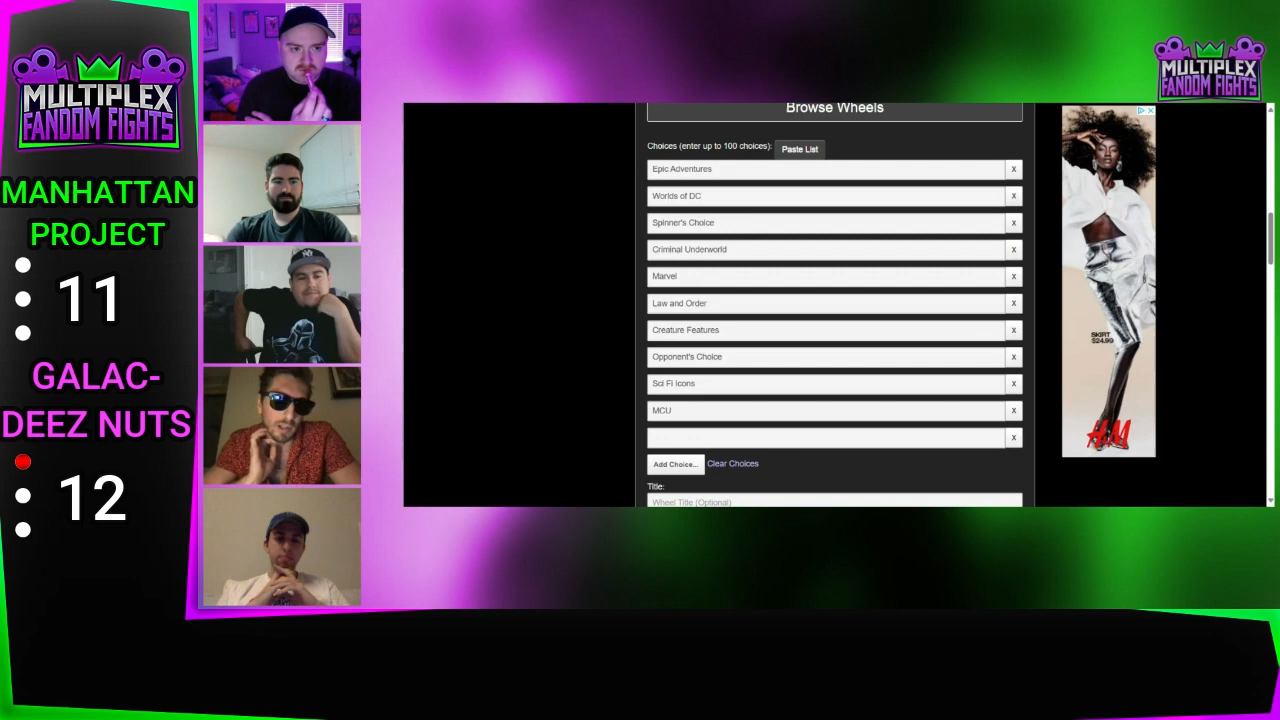 MULTIPLEX
FANDOM FIGHTS
MANHATTAN
PROJECT
11
GALAC-
DEEZ NUTS
12
Browse Wheels
Choices (enter up to 100 choices):
Paste List
Epic Adventures
x
Worlds of DC
x
Spinner's Choice
x
Criminal Underworld
x
Marvel
x
Law and Order
x
Creature Features
x
Opponent's Choice
x
Sci Fi Icons
x
MCU
x
x
Add Choice... Clear Choices
Title:
Wheel Title (Optional)
MULTIPLEX
FANDOM FIGHTS
SKIRT
$24.99
H&M